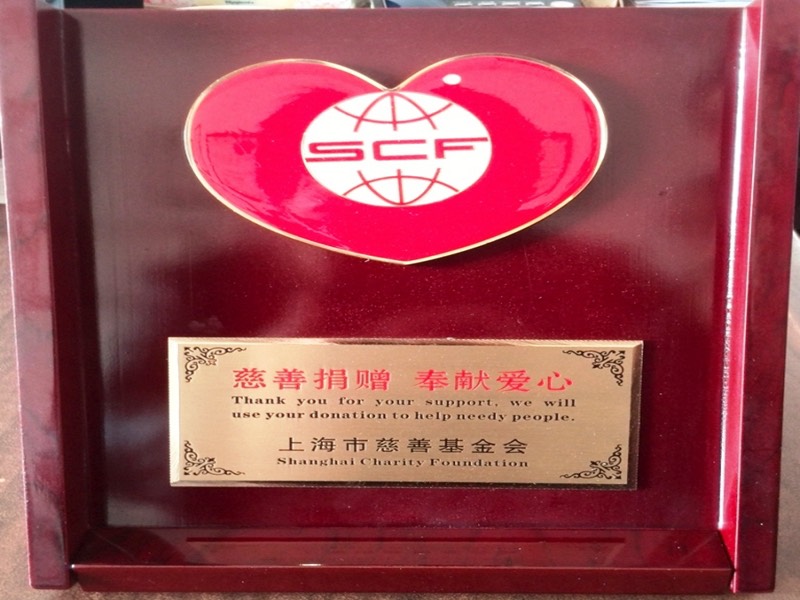 SCF
慈善捐赠 奉献爱心
Thank you for your support, we will
use your donation to help needy people.
上海市慈善基金会
Shanghai Charity Foundation